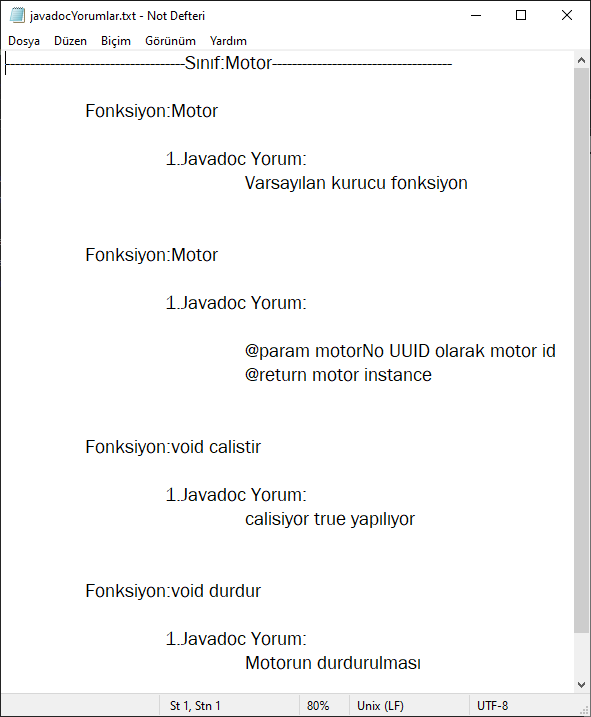 javadocYorumlar.txt - Not Defteri
Dosya Düzen Biçim Görünüm Yardım
------------------------------------Sınıf:Motor------------------------------------
Fonksiyon:Motor
1.Javadoc Yorum:
Varsayılan kurucu fonksiyon
Fonksiyon:Motor
1.Javadoc Yorum:
@param motorNo UUID olarak motor id
@return motor instance
Fonksiyon:void calistir
1.Javadoc Yorum:
calisiyor true yapılıyor
Fonksiyon:void durdur
1.Javadoc Yorum:
Motorun durdurulması
St 1, Stn 1 80% Unix (LF) UTF-8